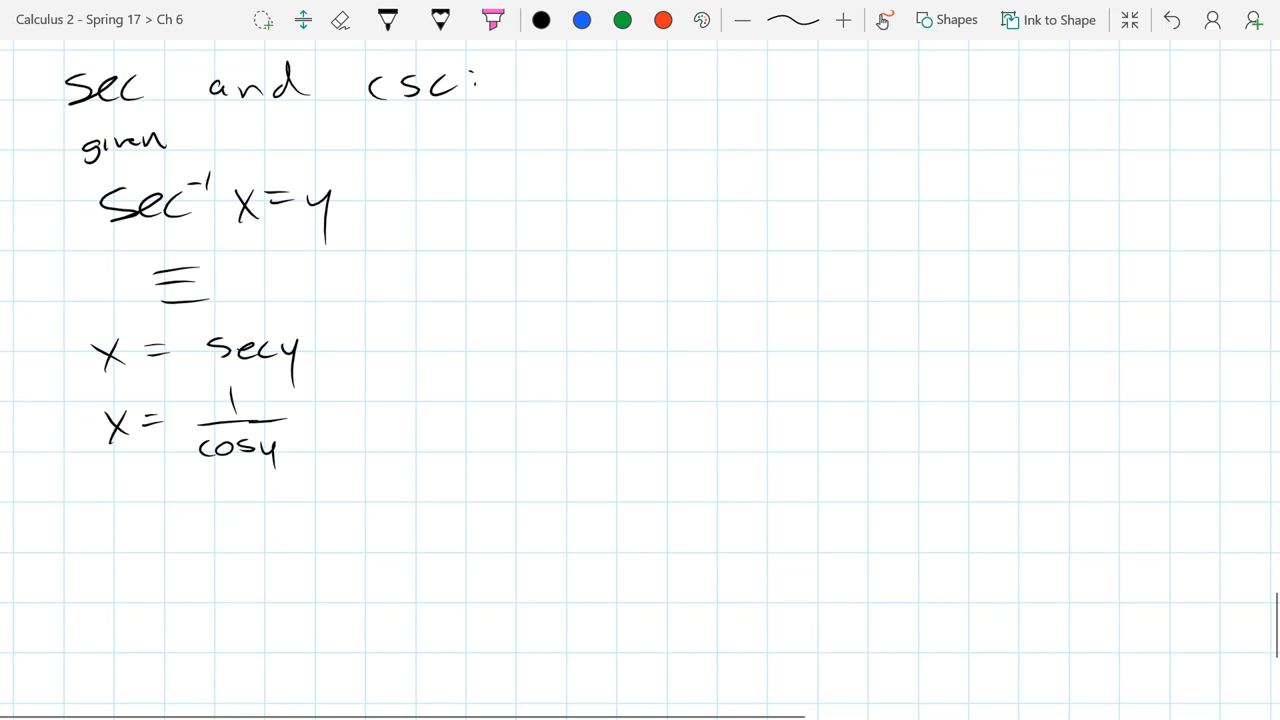 Calculus 2 - Spring 17 > Ch 6
Shapes
Ink to Shape
sec and csc:
given
sec⁻¹ x = y
≡
x = sec y
x = 1/cos y